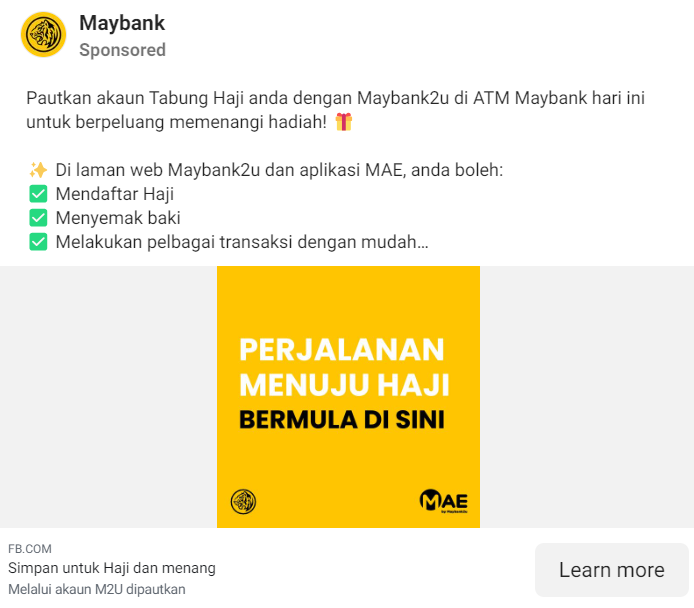 Maybank
Sponsored
Pautkan akaun Tabung Haji anda dengan Maybank2u di ATM Maybank hari ini
untuk berpeluang memenangi hadiah! 🎁
✨ Di laman web Maybank2u dan aplikasi MAE, anda boleh:
✅ Mendaftar Haji
✅ Menyemak baki
✅ Melakukan pelbagai transaksi dengan mudah...
PERJALANAN
MENUJU HAJI
BERMULA DI SINI
MAE
by Maybank2u
FB.COM
Simpan untuk Haji dan menang
Melalui akaun M2U dipautkan
Learn more